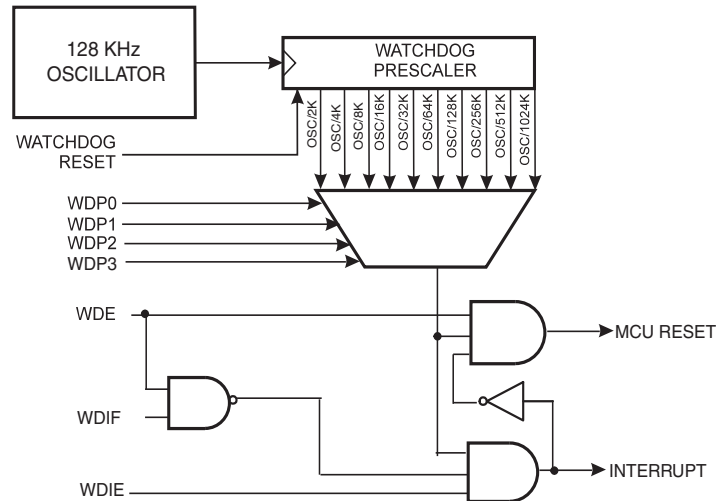 128 KHz
OSCILLATOR
WATCHDOG
PRESCALER
OSC/2K
OSC/4K
OSC/8K
OSC/16K
OSC/32K
OSC/64K
OSC/128K
OSC/256K
OSC/512K
OSC/1024K
WATCHDOG
RESET
WDP0
WDP1
WDP2
WDP3
WDE
MCU RESET
WDIF
INTERRUPT
WDIE